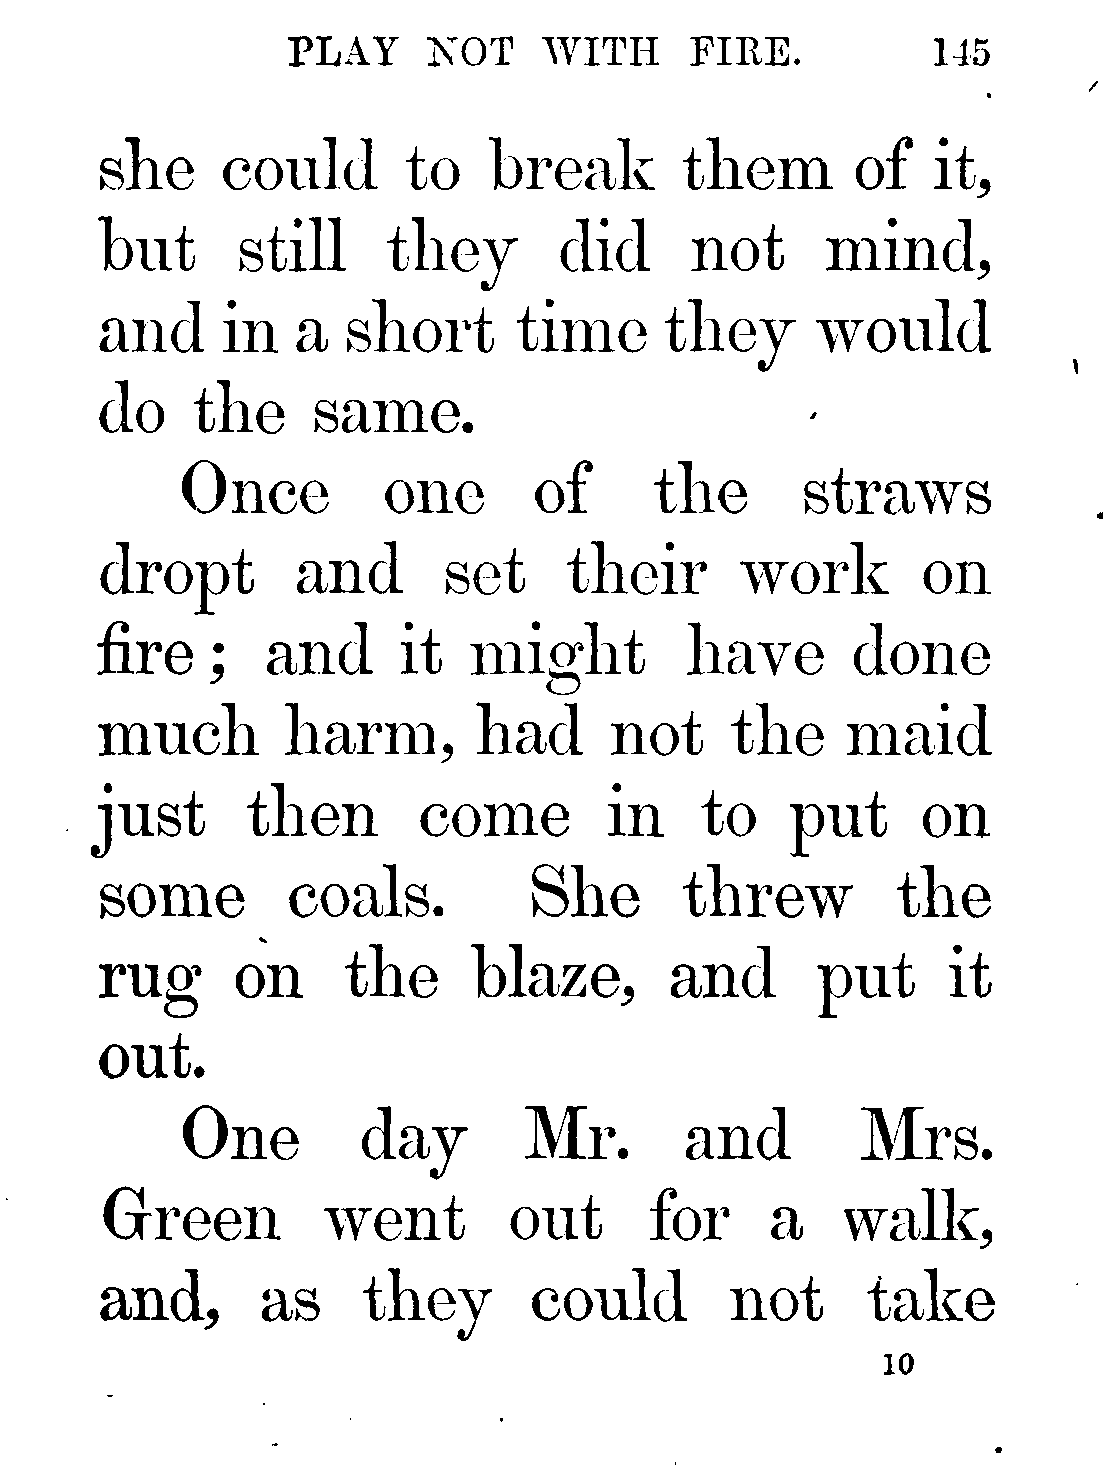 PLAY NOT WITH FIRE. 145
she could to break them of it,
but still they did not mind,
and in a short time they would
do the same.
Once one of the straws
dropt and set their work on
fire; and it might have done
much harm, had not the maid
just then come in to put on
some coals. She threw the
rug on the blaze, and put it
out.
One day Mr. and Mrs.
Green went out for a walk,
and, as they could not take
10